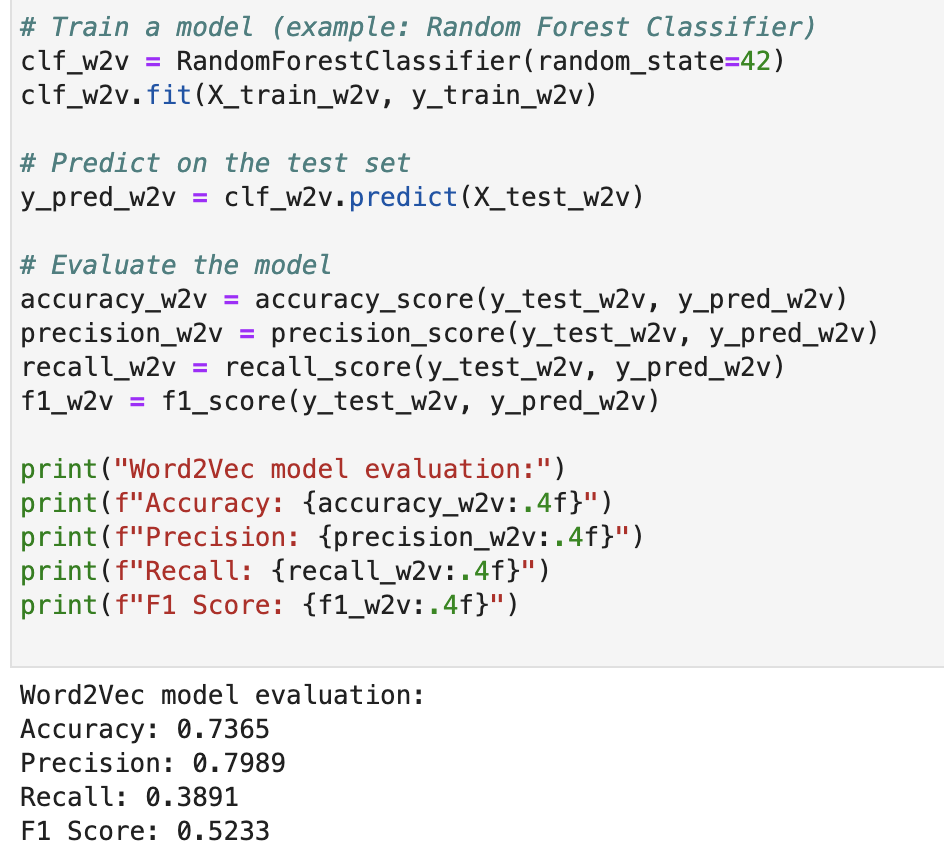 # Train a model (example: Random Forest Classifier)
clf_w2v = RandomForestClassifier(random_state=42)
clf_w2v.fit(X_train_w2v, y_train_w2v)
# Predict on the test set
y_pred_w2v = clf_w2v.predict(X_test_w2v)
# Evaluate the model
accuracy_w2v = accuracy_score(y_test_w2v, y_pred_w2v)
precision_w2v = precision_score(y_test_w2v, y_pred_w2v)
recall_w2v = recall_score(y_test_w2v, y_pred_w2v)
f1_w2v = f1_score(y_test_w2v, y_pred_w2v)
print("Word2Vec model evaluation:")
print(f"Accuracy: {accuracy_w2v:.4f}")
print(f"Precision: {precision_w2v:.4f}")
print(f"Recall: {recall_w2v:.4f}")
print(f"F1 Score: {f1_w2v:.4f}")
Word2Vec model evaluation:
Accuracy: 0.7365
Precision: 0.7989
Recall: 0.3891
F1 Score: 0.5233